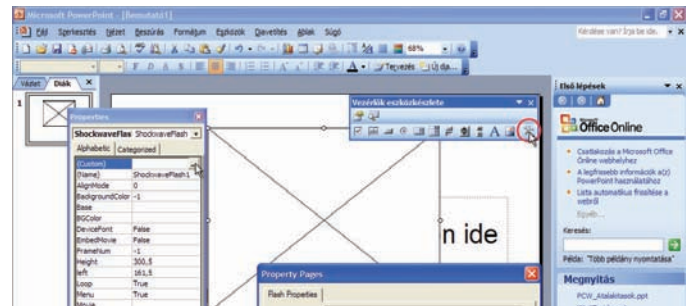 Microsoft PowerPoint - [Bemutató1]
Fájl Szerkesztés Nézet Beszúrás Formátum Eszközök Diavetítés Ablak Súgó
Kérdése van? Írja be ide.
68%
Tervezés Új dia...
Vázlat Diák
1
Properties
ShockwaveFlas ShockwaveFlash
Alphabetic Categorized
(Custom)
(Name) ShockwaveFlash1
AlignMode 0
BackgroundColor -1
Base
BGColor
DeviceFont False
EmbedMovie False
FrameNum -1
Height 300,5
left 161,5
Loop True
Menu True
Movie
Vezérlők eszközkészlete
n ide
Property Pages
Flash Properties
Első lépések
Office Online
Csatlakozás a Microsoft Office Online webhelyhez
A legfrissebb információk a(z) PowerPoint használatához
Lista automatikus frissítése a webről
Egyéb...
Keresés:
Példa: "Több példány nyomtatása"
Megnyitás
PCW_Atalakitasok.ppt